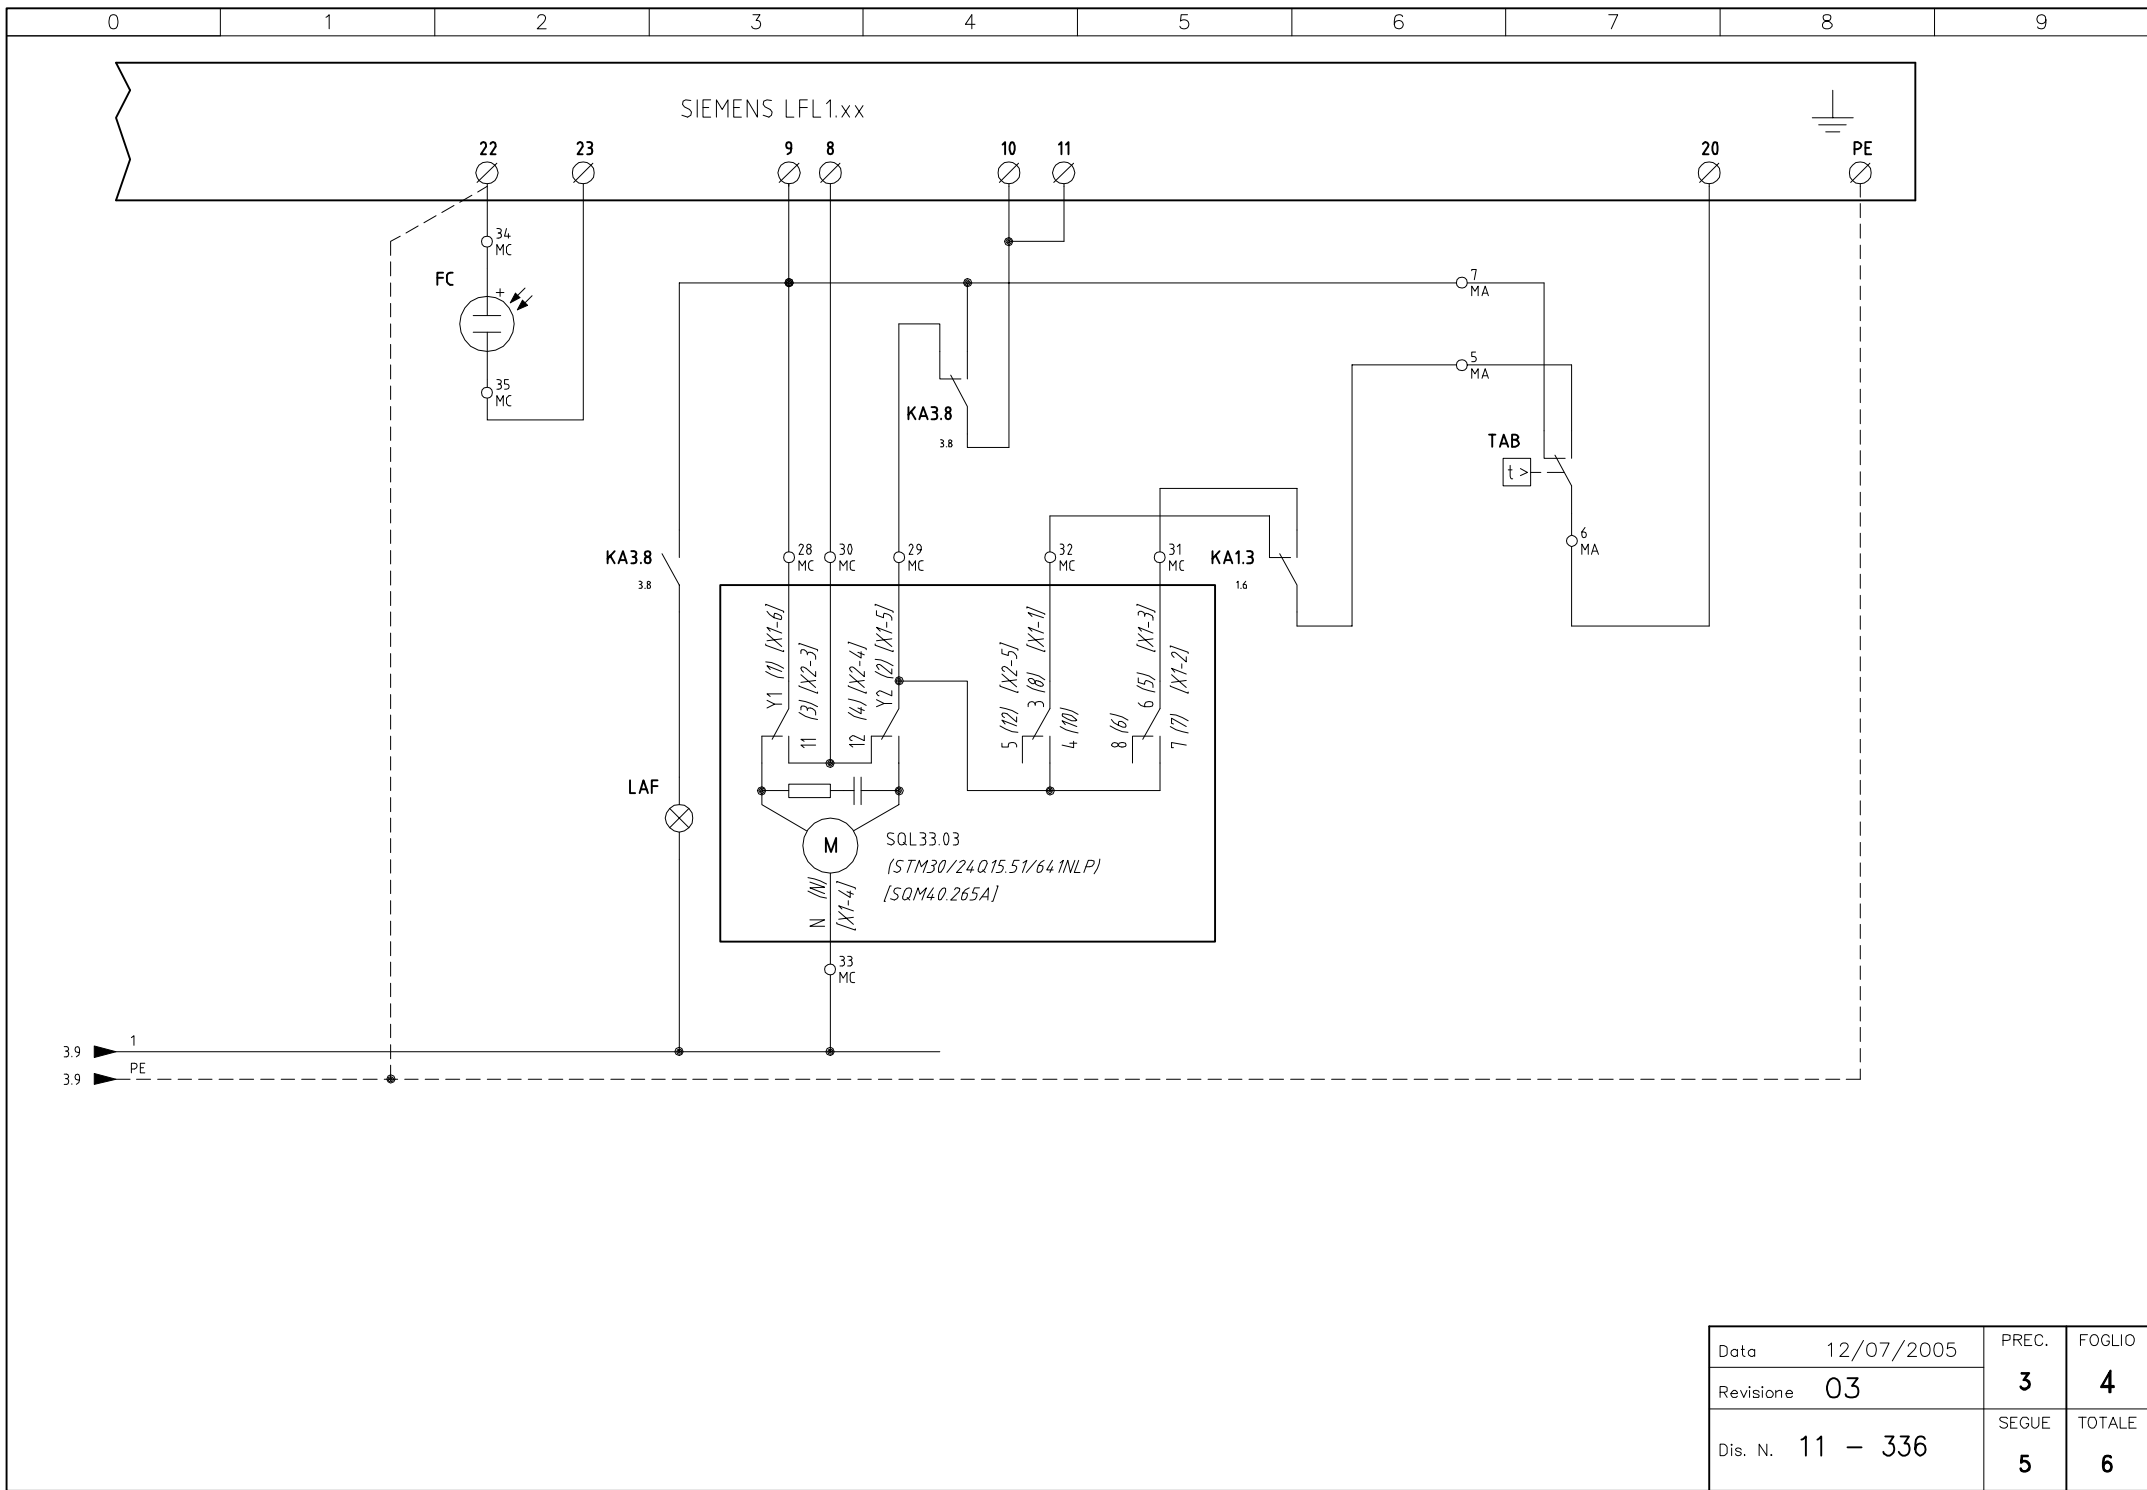 0 1 2 3 4 5 6 7 8 9
SIEMENS LFL1.xx
22 23 9 8 10 11 20 PE
34
MC
FC
+
35
MC
7
MA
5
MA
KA3.8
3.8
TAB
t >
6
MA
KA3.8
3.8
28
MC
30
MC
29
MC
32
MC
31
MC
KA1.3
1.6
Y1 (1) [X1-6]
11 (3) [X2-3]
12 (4) [X2-4]
Y2 (2) [X1-5]
5 (12) [X2-5]
3 (8) [X1-1]
4 (10)
8 (6)
6 (5) [X1-3]
7 (7) [X1-2]
LAF
M
SQL33.03
(STM30/24Q15.51/641NLP)
[SQM40.265A]
N (N)
[X1-4]
33
MC
3.9 1
3.9 PE
Data 12/07/2005
Revisione 03
Dis. N. 11 - 336
PREC.
3
FOGLIO
4
SEGUE
5
TOTALE
6